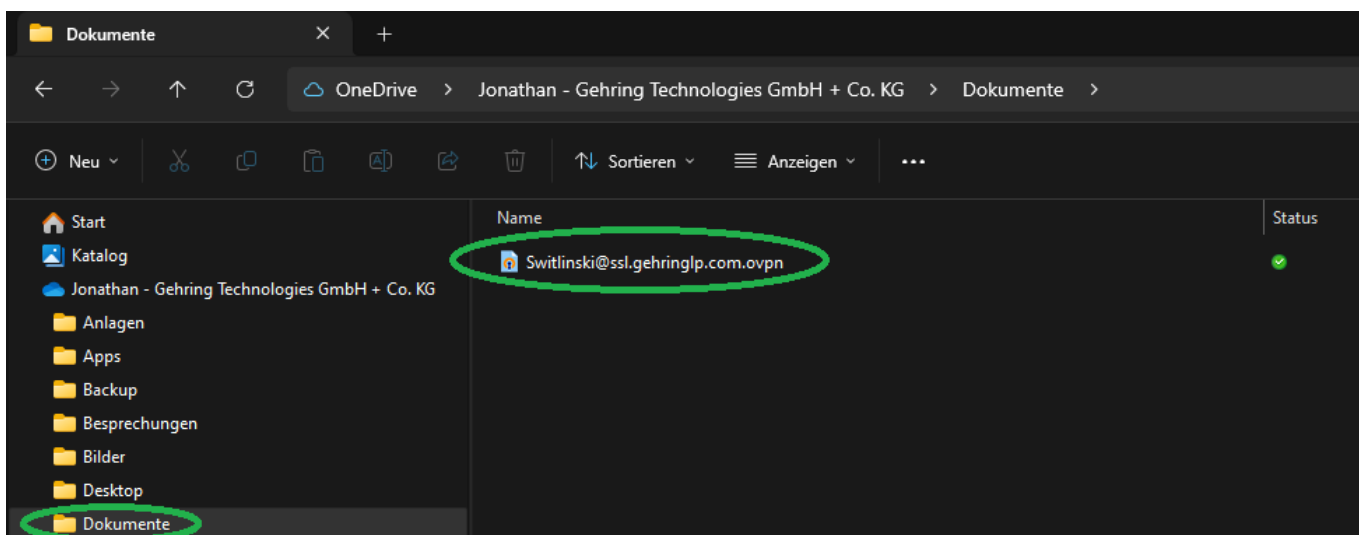 Dokumente
OneDrive > Jonathan - Gehring Technologies GmbH + Co. KG > Dokumente >
Neu Sortieren Anzeigen
Name Status
Start
Katalog
Jonathan - Gehring Technologies GmbH + Co. KG
Anlagen
Apps
Backup
Besprechungen
Bilder
Desktop
Dokumente
Switlinski@ssl.gehringlp.com.ovpn